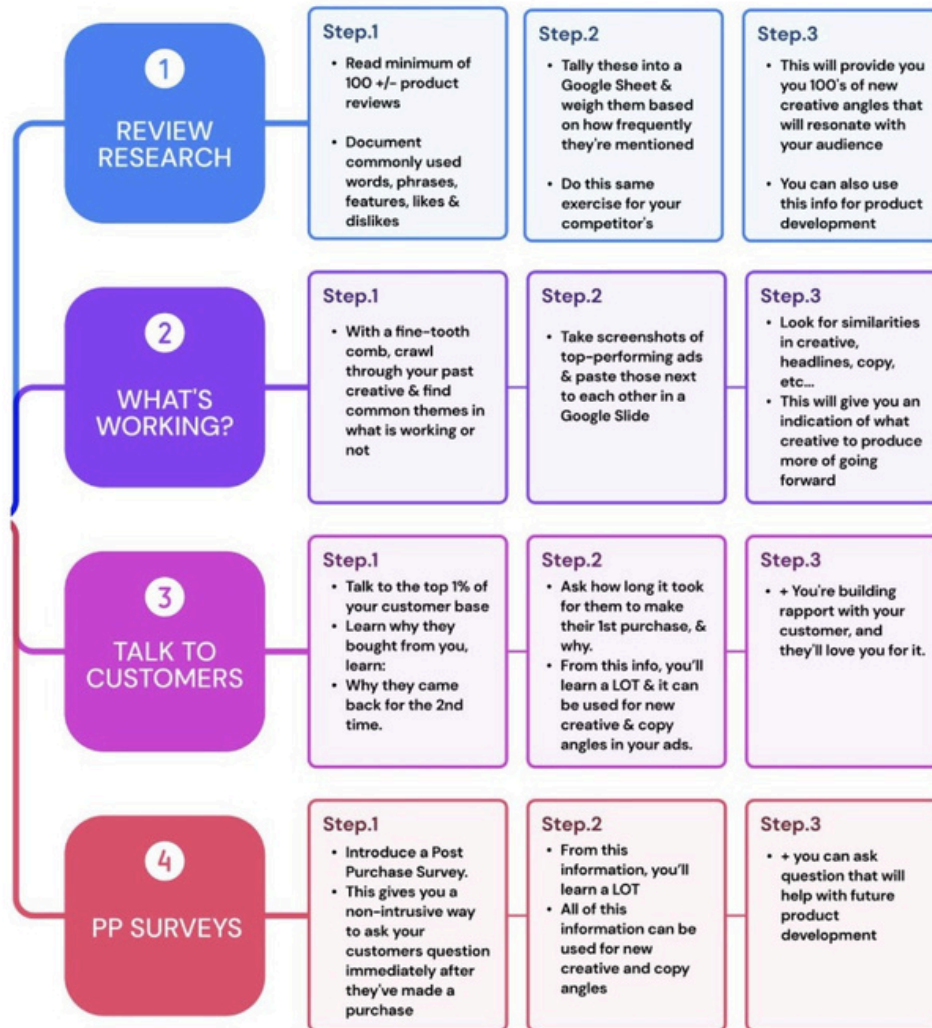 1
REVIEW
RESEARCH
Step.1
• Read minimum of
100 +/- product
reviews
• Document
commonly used
words, phrases,
features, likes &
dislikes
Step.2
• Tally these into a
Google Sheet &
weigh them based
on how frequently
they're mentioned
• Do this same
exercise for your
competitor's
Step.3
• This will provide you
you 100's of new
creative angles that
will resonate with
your audience
• You can also use
this info for product
development
2
WHAT'S
WORKING?
Step.1
• With a fine-tooth
comb, crawl
through your past
creative & find
common themes in
what is working or
not
Step.2
• Take screenshots of
top-performing ads
& paste those next
to each other in a
Google Slide
Step.3
• Look for similarities
in creative,
headlines, copy,
etc...
• This will give you an
indication of what
creative to produce
more of going
forward
3
TALK TO
CUSTOMERS
Step.1
• Talk to the top 1% of
your customer base
• Learn why they
bought from you,
learn:
• Why they came
back for the 2nd
time.
Step.2
• Ask how long it took
for them to make
their 1st purchase, &
why.
• From this info, you'll
learn a LOT & it can
be used for new
creative & copy
angles in your ads.
Step.3
• + You're building
rapport with your
customer, and
they'll love you for it.
4
PP SURVEYS
Step.1
• Introduce a Post
Purchase Survey.
• This gives you a
non-intrusive way
to ask your
customers question
immediately after
they've made a
purchase
Step.2
• From this
information, you'll
learn a LOT
• All of this
information can be
used for new
creative and copy
angles
Step.3
• + you can ask
question that will
help with future
product
development